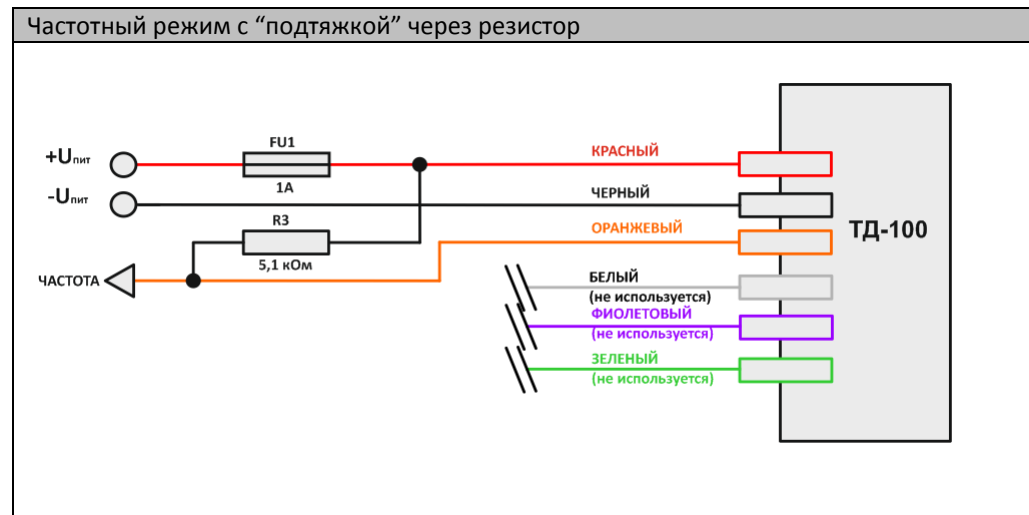 Частотный режим с “подтяжкой” через резистор
+Uпит
FU1
1А
КРАСНЫЙ
-Uпит
ЧЕРНЫЙ
R3
5,1 кОм
ОРАНЖЕВЫЙ
ТД-100
ЧАСТОТА
БЕЛЫЙ
(не используется)
ФИОЛЕТОВЫЙ
(не используется)
ЗЕЛЕНЫЙ
(не используется)